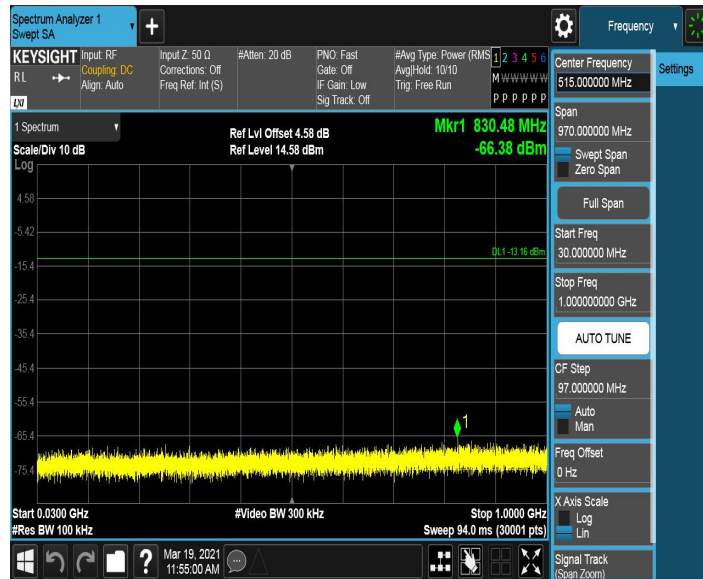 Spectrum Analyzer 1
Swept SA
+
Frequency
KEYSIGHT
RL
LXI
Input: RF
Coupling: DC
Align: Auto
Input Z: 50 Ω
Corrections: Off
Freq Ref: Int (S)
#Atten: 20 dB
PNO: Fast
Gate: Off
IF Gain: Low
Sig Track: Off
#Avg Type: Power (RMS
Avg|Hold: 10/10
Trig: Free Run
1 2 3 4 5 6
M W W W W W
P P P P P P
Center Frequency
515.000000 MHz
Settings
1 Spectrum
Scale/Div 10 dB
Ref Lvl Offset 4.58 dB
Ref Level 14.58 dBm
Mkr1 830.48 MHz
-66.38 dBm
Log
4.58
-5.42
-15.4
-25.4
-35.4
-45.4
-55.4
-65.4
-75.4
DL1 -13.16 dBm
1
Start 0.0300 GHz
#Res BW 100 kHz
#Video BW 300 kHz
Stop 1.0000 GHz
Sweep 94.0 ms (30001 pts)
Span
970.000000 MHz
Swept Span
Zero Span
Full Span
Start Freq
30.000000 MHz
Stop Freq
1.000000000 GHz
AUTO TUNE
CF Step
97.000000 MHz
Auto
Man
Freq Offset
0 Hz
X Axis Scale
Log
Lin
Signal Track
(Span Zoom)
?
Mar 19, 2021
11:55:00 AM